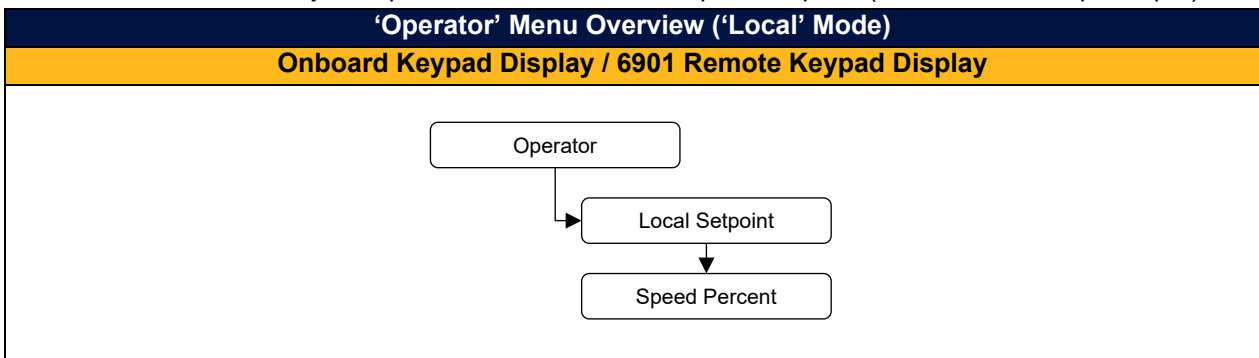 ‘Operator’ Menu Overview (‘Local’ Mode)
Onboard Keypad Display / 6901 Remote Keypad Display
Operator
Local Setpoint
Speed Percent